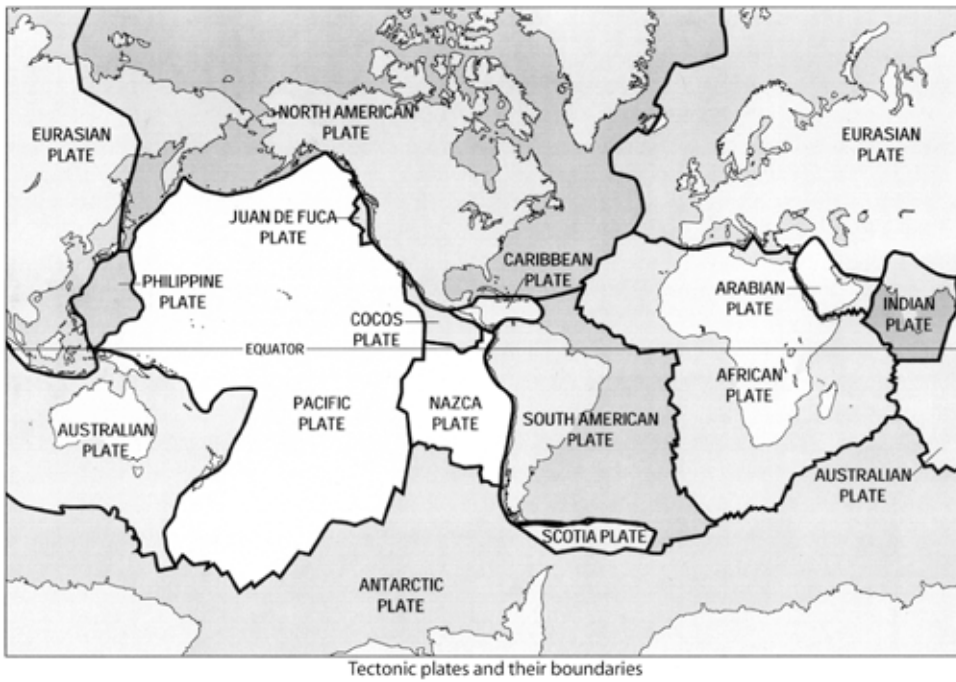 NORTH AMERICAN
PLATE
EURASIAN
PLATE
EURASIAN
PLATE
JUAN DE FUCA
PLATE
CARIBBEAN
PLATE
PHILIPPINE
PLATE
ARABIAN
PLATE
INDIAN
PLATE
COCOS
PLATE
EQUATOR
AFRICAN
PLATE
PACIFIC
PLATE
NAZCA
PLATE
SOUTH AMERICAN
PLATE
AUSTRALIAN
PLATE
AUSTRALIAN
PLATE
SCOTIA PLATE
ANTARCTIC
PLATE
Tectonic plates and their boundaries